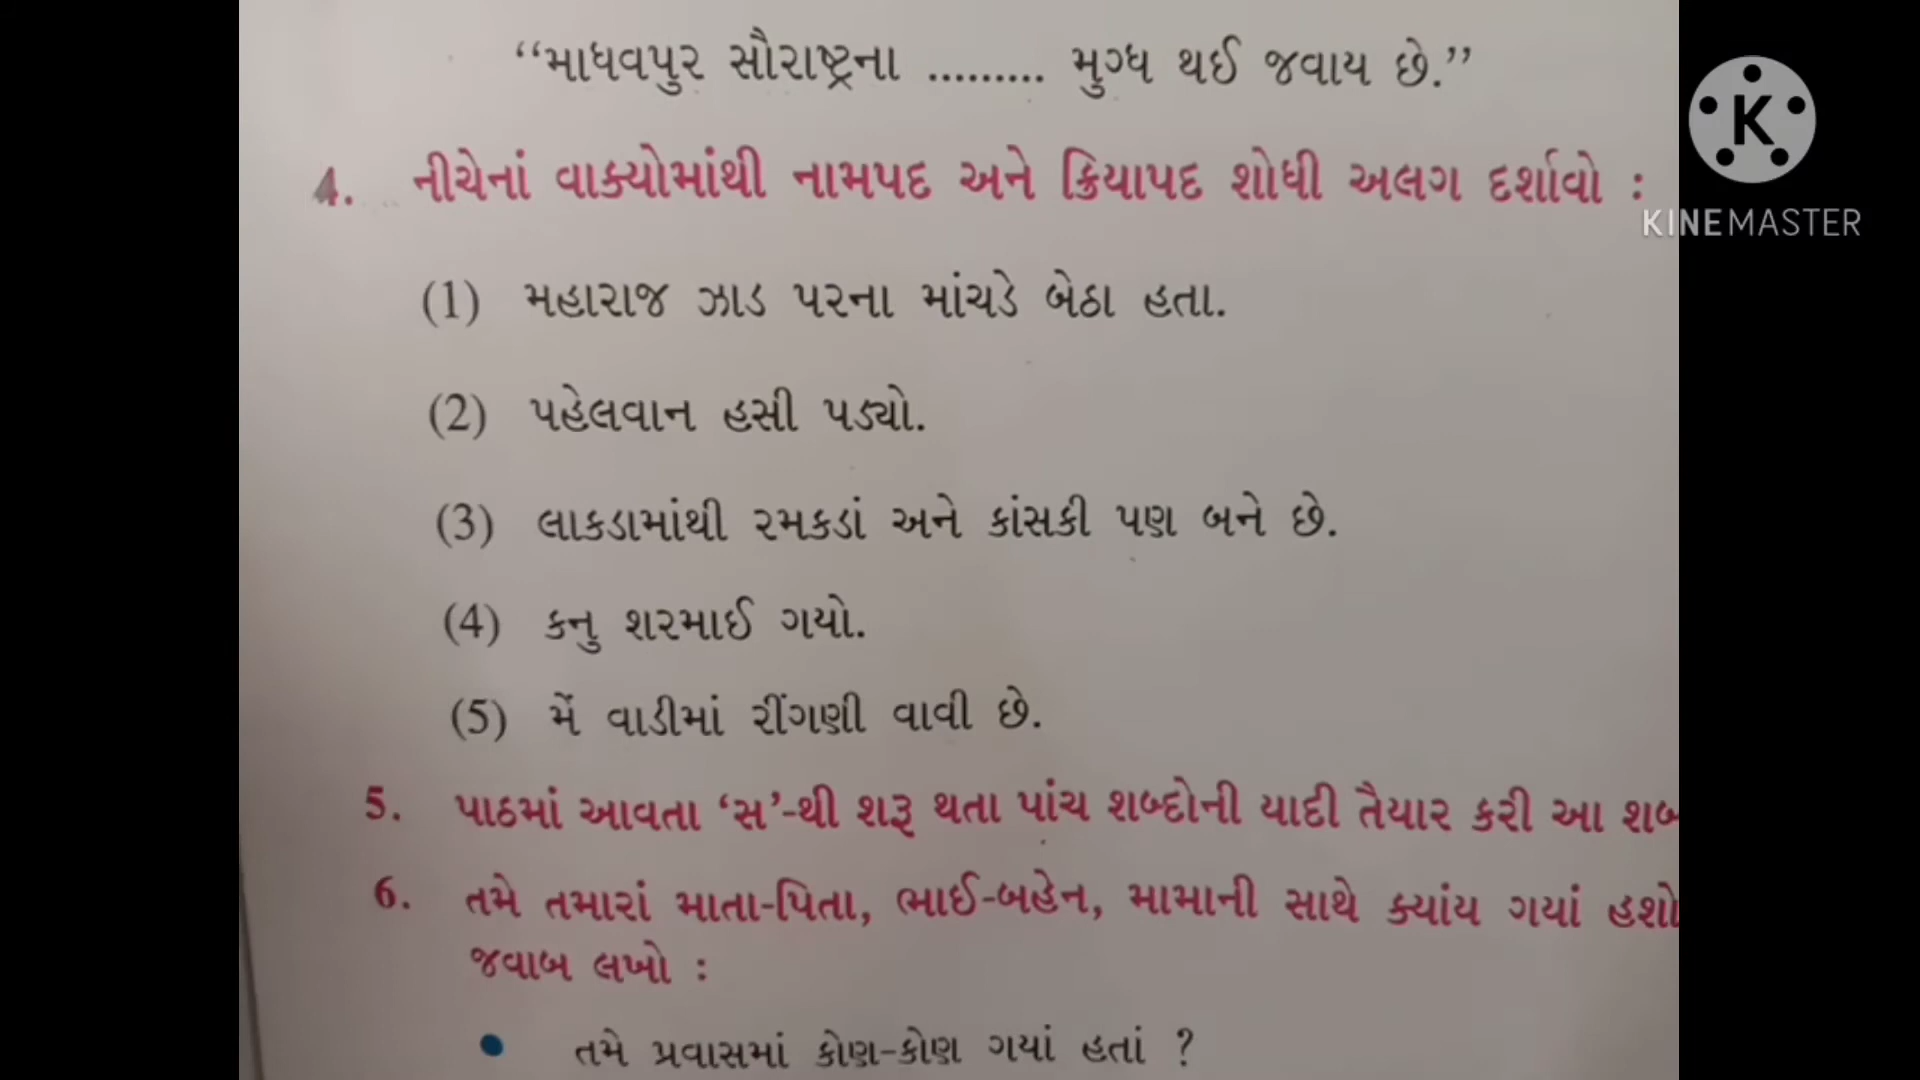 “માધવપુર સૌરાષ્ટ્રના ......... મુગ્ધ થઈ જવાય છે.”
4. નીચેનાં વાક્યોમાંથી નામપદ અને ક્રિયાપદ શોધી અલગ દર્શાવો :
KINEMASTER
(1) મહારાજ ઝાડ પરના માંચડે બેઠા હતા.
(2) પહેલવાન હસી પડ્યો.
(3) લાકડામાંથી રમકડાં અને કાંસકી પણ બને છે.
(4) કનુ શરમાઈ ગયો.
(5) મેં વાડીમાં રીંગણી વાવી છે.
5. પાઠમાં આવતા ‘સ’-થી શરૂ થતા પાંચ શબ્દોની યાદી તૈયાર કરી આ
6. તમે તમારાં માતા-પિતા, ભાઈ-બહેન, મામાની સાથે ક્યાંય ગયાં હશો
જવાબ લખો :
• તમે પ્રવાસમાં કોણ-કોણ ગયાં હતાં ?